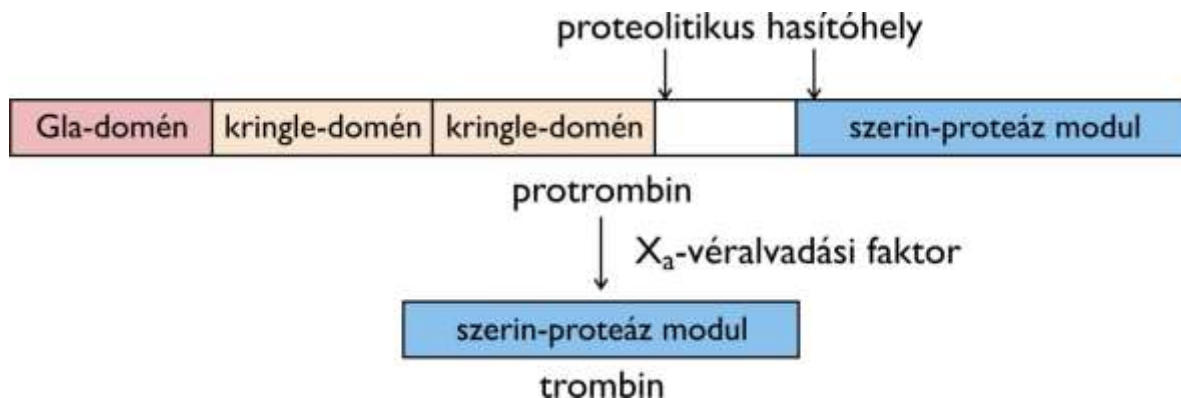 proteolitikus hasítóhely
Gla-domén kringle-domén kringle-domén szerin-proteáz modul
protrombin
Xₐ-véralvadási faktor
szerin-proteáz modul
trombin